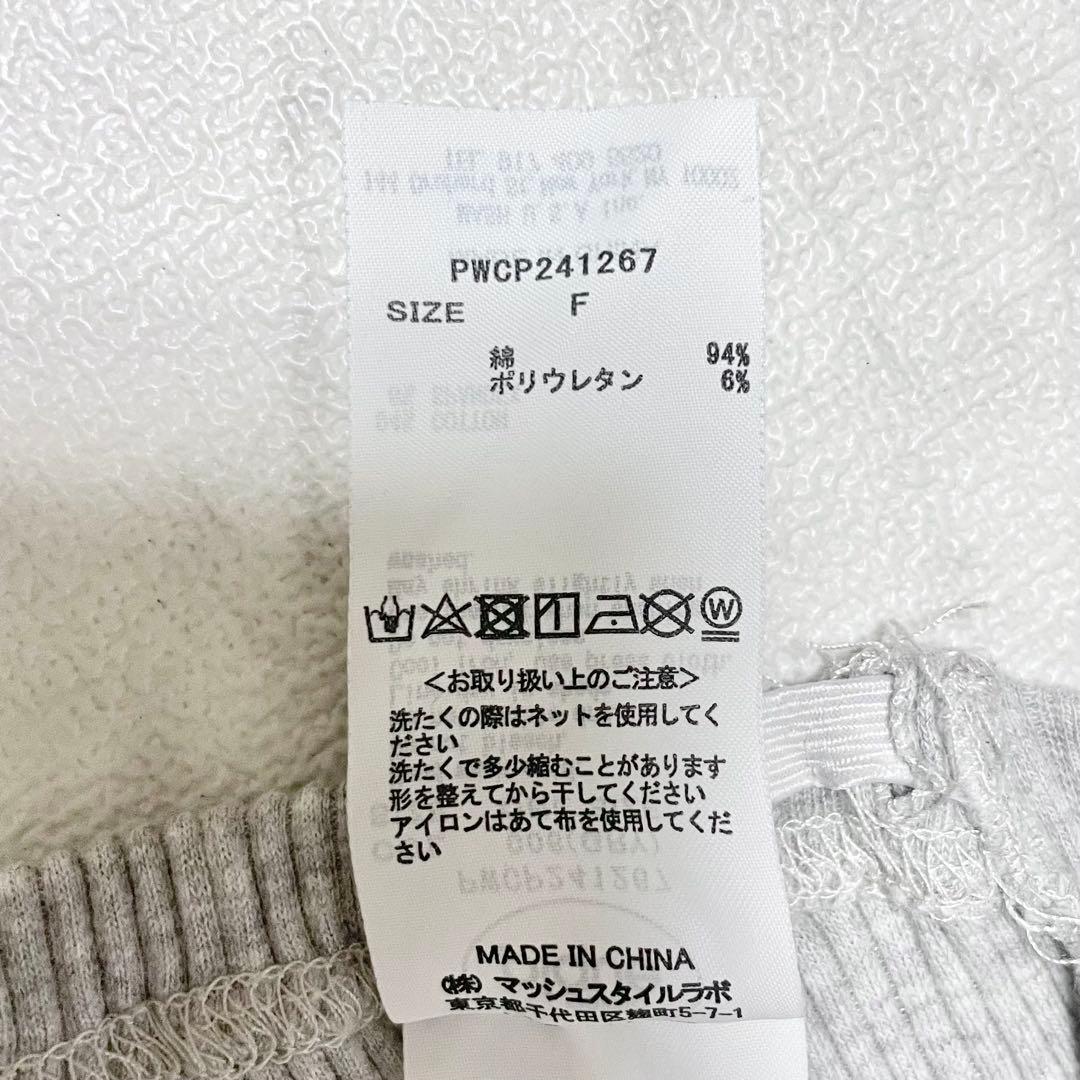 PWCP241267
SIZE F
綿 94%
ポリウレタン 6%
W
<お取り扱い上のご注意>
洗たくの際はネットを使用してく
ださい
洗たくで多少縮むことがあります
形を整えてから干してください
アイロンはあて布を使用してくだ
さい
MADE IN CHINA
(株) マッシュスタイルラボ
東京都千代田区麹町5-7-1